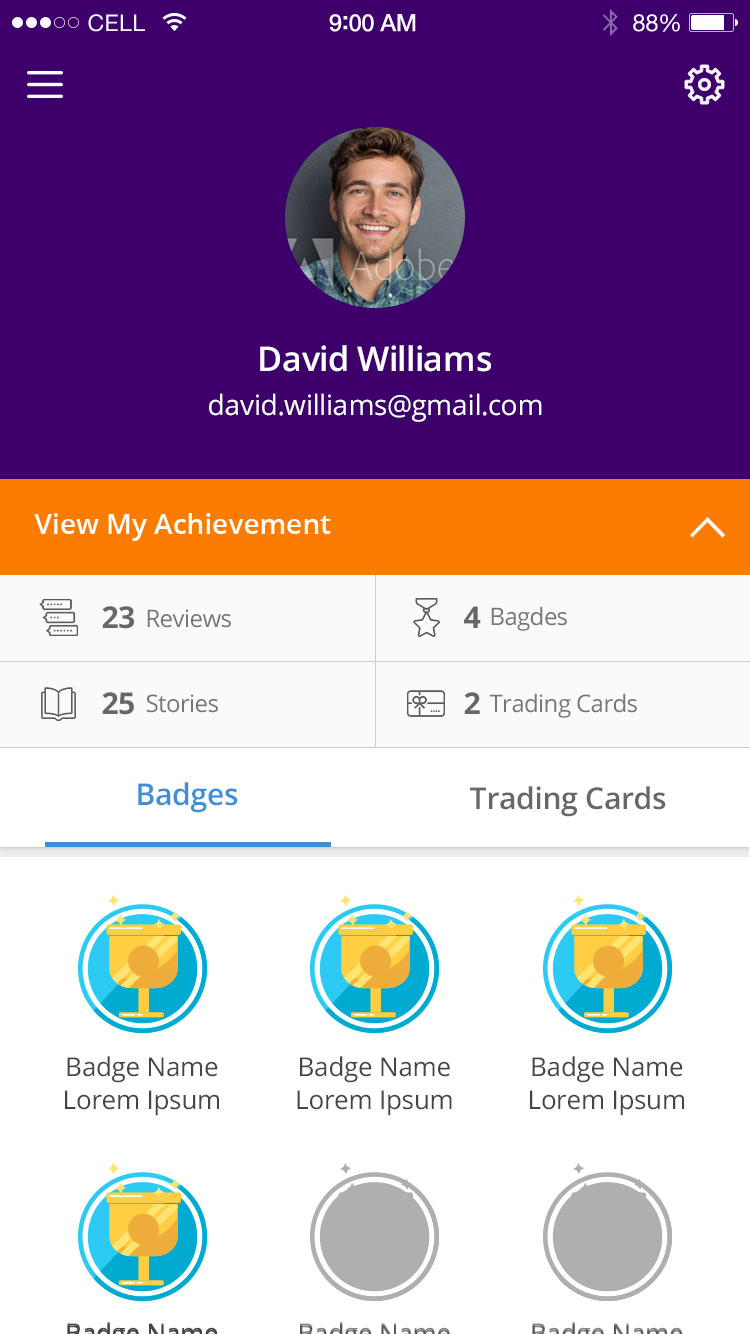 CELL 9:00 AM 88%
Adobe
David Williams
david.williams@gmail.com
View My Achievement
23 Reviews 4 Bagdes
25 Stories 2 Trading Cards
Badges Trading Cards
Badge Name Badge Name Badge Name
Lorem Ipsum Lorem Ipsum Lorem Ipsum
Badge Name Badge Name Badge Name